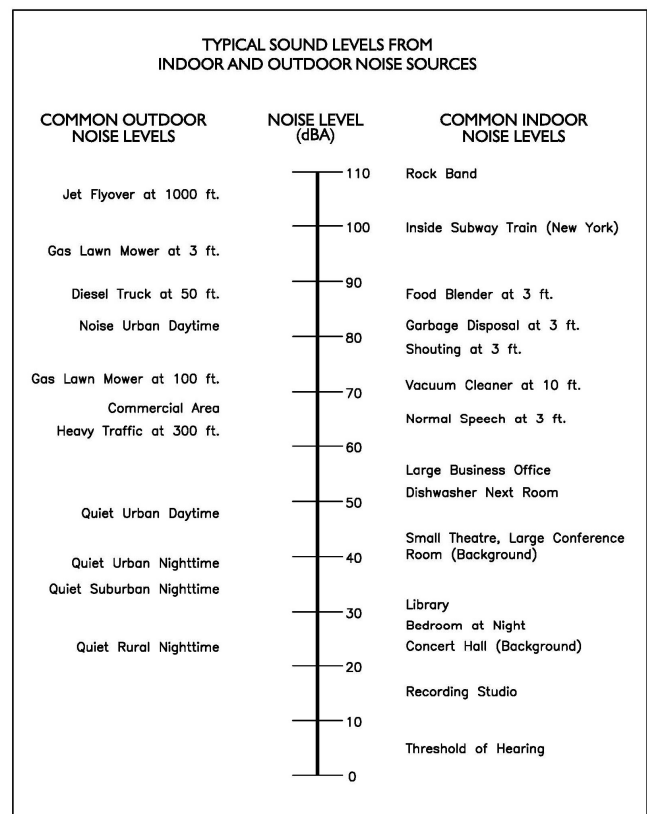 TYPICAL SOUND LEVELS FROM
INDOOR AND OUTDOOR NOISE SOURCES
COMMON OUTDOOR
NOISE LEVELS
NOISE LEVEL
(dBA)
COMMON INDOOR
NOISE LEVELS
110
Rock Band
Jet Flyover at 1000 ft.
100
Inside Subway Train (New York)
Gas Lawn Mower at 3 ft.
90
Diesel Truck at 50 ft.
Food Blender at 3 ft.
Noise Urban Daytime
Garbage Disposal at 3 ft.
80
Shouting at 3 ft.
Gas Lawn Mower at 100 ft.
Vacuum Cleaner at 10 ft.
70
Commercial Area
Normal Speech at 3 ft.
Heavy Traffic at 300 ft.
60
Large Business Office
Dishwasher Next Room
50
Quiet Urban Daytime
Small Theatre, Large Conference
Room (Background)
40
Quiet Urban Nighttime
Quiet Suburban Nighttime
Library
30
Bedroom at Night
Quiet Rural Nighttime
Concert Hall (Background)
20
Recording Studio
10
Threshold of Hearing
0